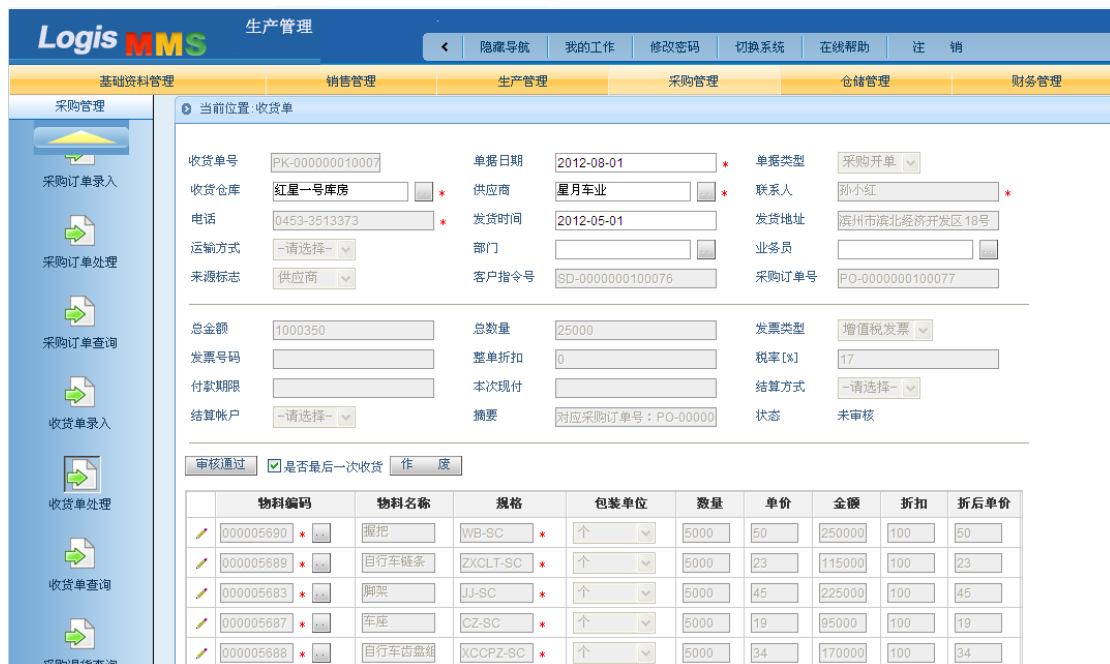 Logis MMS
生产管理
隐藏导航 我的工作 修改密码 切换系统 在线帮助 注 销
基础资料管理 销售管理 生产管理 采购管理 仓储管理 财务管理
采购管理
当前位置:收货单
采购订单录入
采购订单处理
采购订单查询
收货单录入
收货单处理
收货单查询
采购退货查询
收货单号 PK-000000010007 单据日期 2012-08-01 * 单据类型 采购开单
收货仓库 红星一号库房 ... * 供应商 星月车业 ... * 联系人 孙小红 *
电话 0453-3513373 * 发货时间 2012-05-01 发货地址 滨州市滨北经济开发区18号
运输方式 -请选择- 部门 ... 业务员 ...
来源标志 供应商 客户指令号 SD-0000000100076 采购订单号 PO-0000000100077
总金额 1000350 总数量 25000 发票类型 增值税发票
发票号码 整单折扣 0 税率[%] 17
付款期限 本次现付 结算方式 -请选择-
结算帐户 -请选择- 摘要 对应采购订单号：PO-00000 状态 未审核
审核通过 是否最后一次收货 作 废
物料编码 物料名称 规格 包装单位 数量 单价 金额 折扣 折后单价
000005690 * .. 握把 WB-SC * 个 5000 50 250000 100 50
000005689 * .. 自行车链条 ZXCLT-SC * 个 5000 23 115000 100 23
000005683 * .. 脚架 JJ-SC * 个 5000 45 225000 100 45
000005687 * .. 车座 CZ-SC * 个 5000 19 95000 100 19
000005688 * .. 自行车齿盘组 XCCPZ-SC * 个 5000 34 170000 100 34